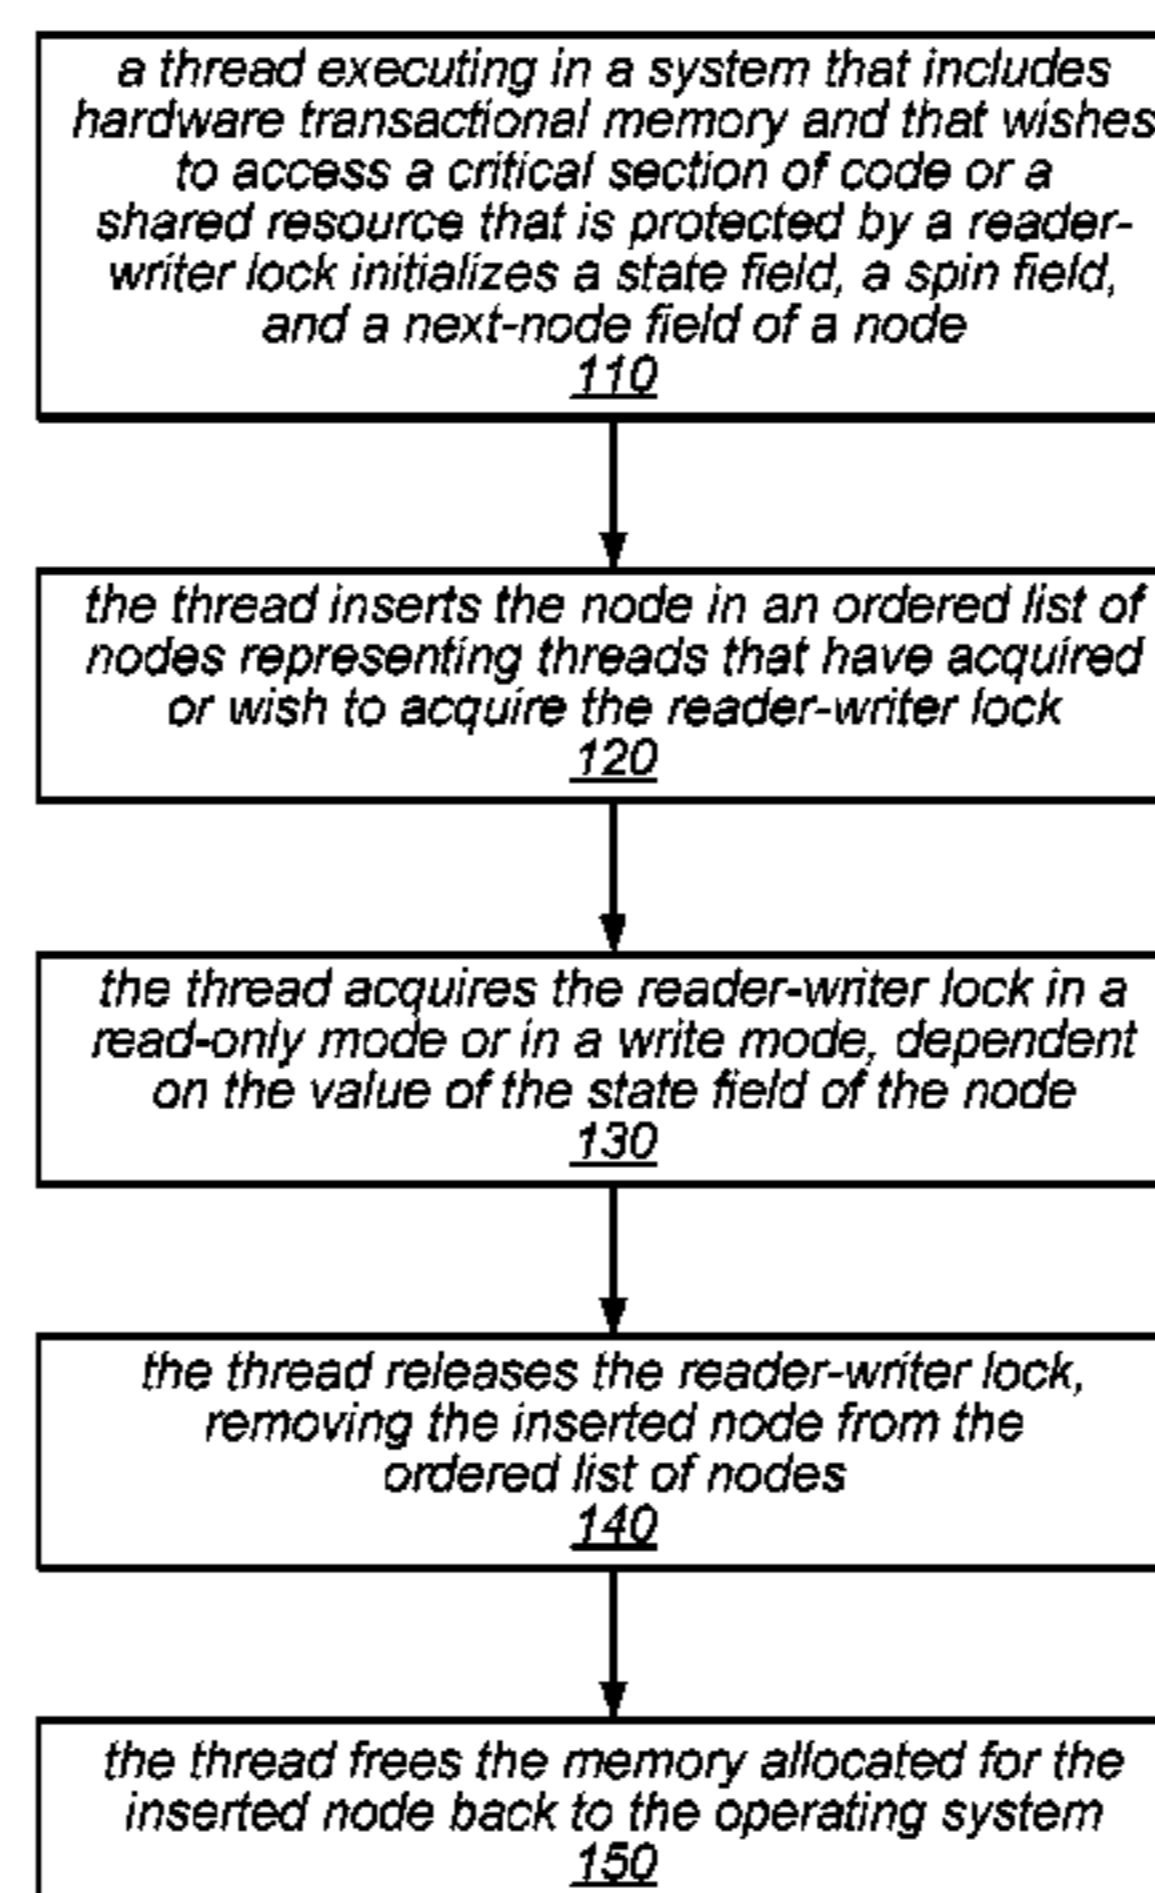 a thread executing in a system that includes
hardware transactional memory and that wishes
to access a critical section of code or a
shared resource that is protected by a reader-
writer lock initializes a state field, a spin field,
and a next-node field of a node
110
the thread inserts the node in an ordered list of
nodes representing threads that have acquired
or wish to acquire the reader-writer lock
120
the thread acquires the reader-writer lock in a
read-only mode or in a write mode, dependent
on the value of the state field of the node
130
the thread releases the reader-writer lock,
removing the inserted node from the
ordered list of nodes
140
the thread frees the memory allocated for the
inserted node back to the operating system
150